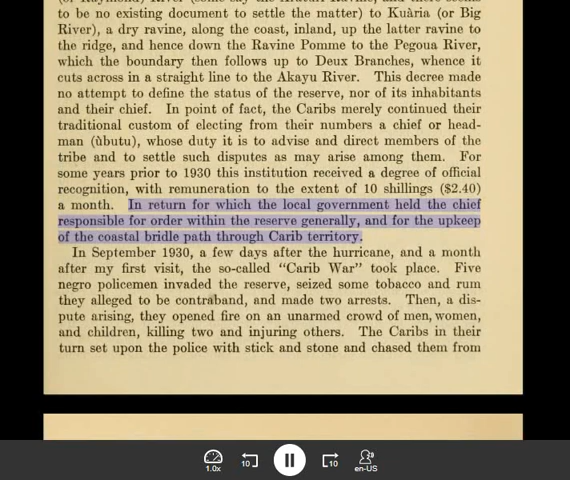 to be no existing document to settle the matter) to Kuària (or Big
River), a dry ravine, along the coast, inland, up the latter ravine to
the ridge, and hence down the Ravine Pomme to the Pegoua River,
which the boundary then follows up to Deux Branches, whence it
cuts across in a straight line to the Akayu River. This decree made
no attempt to define the status of the reserve, nor of its inhabitants
and their chief. In point of fact, the Caribs merely continued their
traditional custom of electing from their numbers a chief or head-
man (ùbutu), whose duty it is to advise and direct members of the
tribe and to settle such disputes as may arise among them. For
some years prior to 1930 this institution received a degree of official
recognition, with remuneration to the extent of 10 shillings ($2.40)
a month. In return for which the local government held the chief
responsible for order within the reserve generally, and for the upkeep
of the coastal bridle path through Carib territory.
In September 1930, a few days after the hurricane, and a month
after my first visit, the so-called “Carib War” took place. Five
negro policemen invaded the reserve, seized some tobacco and rum
they alleged to be contraband, and made two arrests. Then, a dis-
pute arising, they opened fire on an unarmed crowd of men, women,
and children, killing two and injuring others. The Caribs in their
turn set upon the police with stick and stone and chased them from
1.0x
10
10
en-US